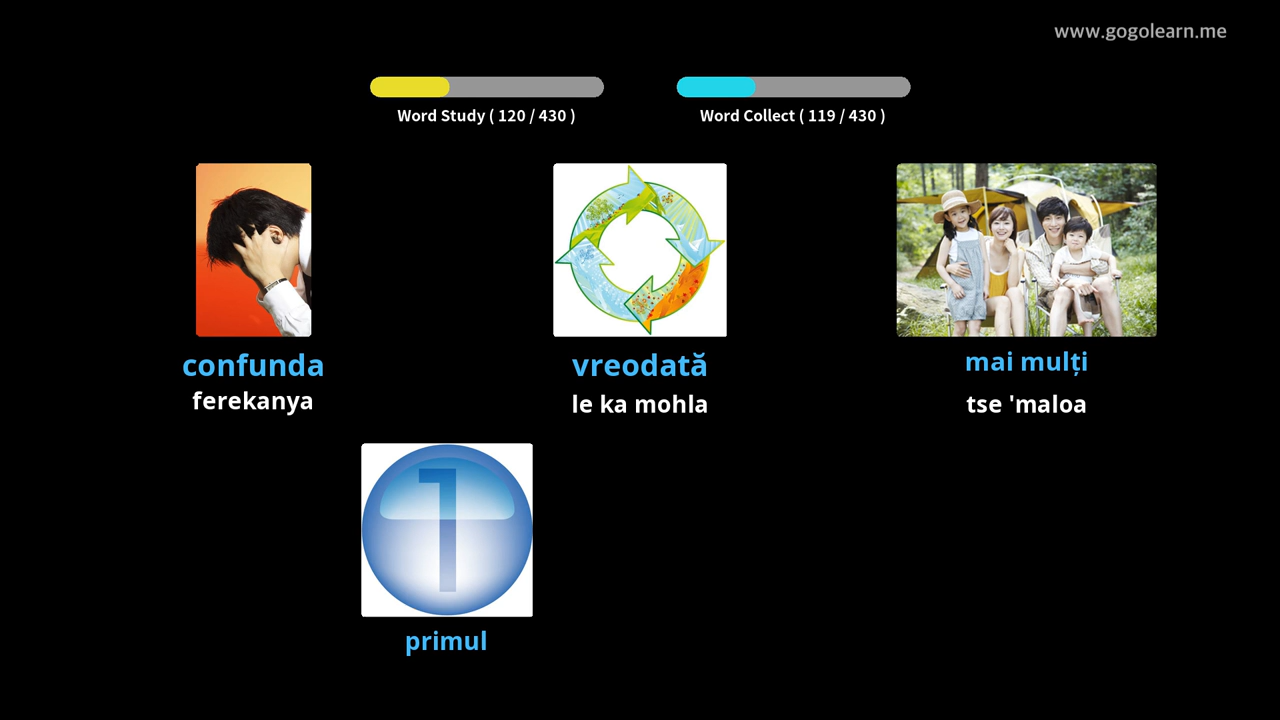 www.gogolearn.me
Word Study ( 120 / 430 )
Word Collect ( 119 / 430 )
confunda
ferekanya
vreodată
le ka mohla
mai mulți
tse 'maloa
1
primul